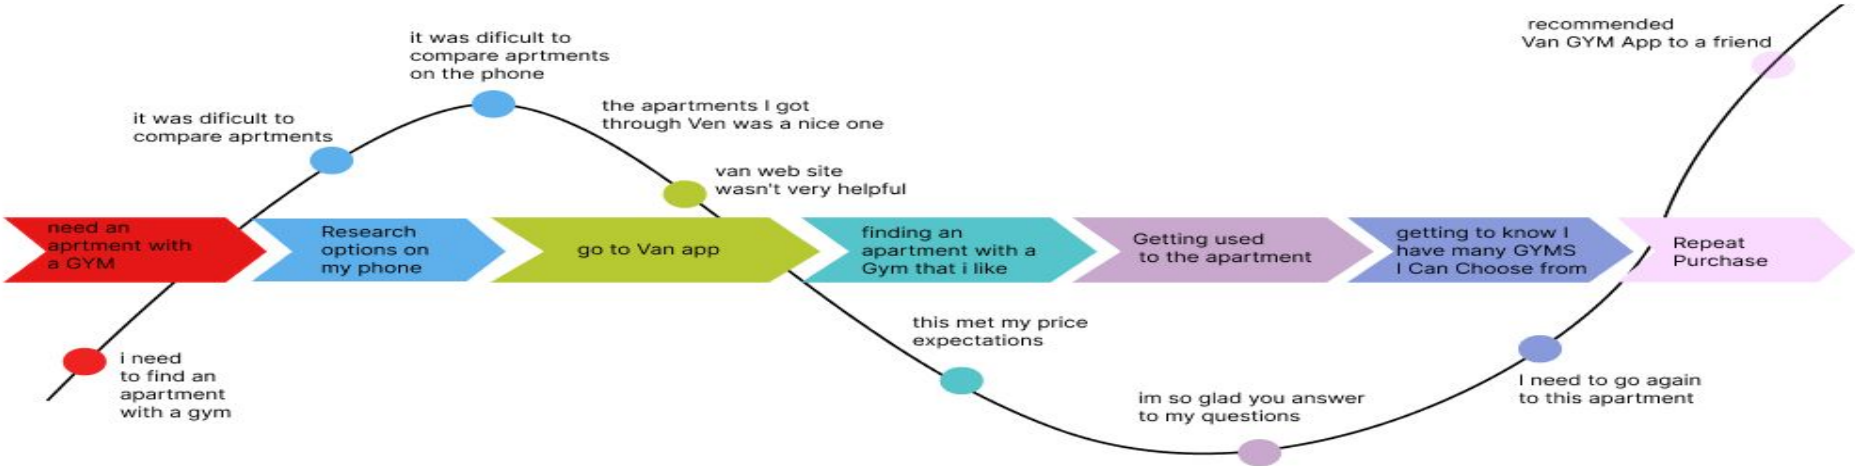 recommended
Van GYM App to a friend
it was dificult to
compare aprtments
on the phone
it was dificult to
compare aprtments
the apartments I got
through Ven was a nice one
van web site
wasn't very helpful
need an
aprtment with
a GYM
Research
options on
my phone
go to Van app
finding an
apartment with a
Gym that i like
Getting used
to the apartment
getting to know I
have many GYMS
I Can Choose from
Repeat
Purchase
i need
to find an
apartment
with a gym
this met my price
expectations
im so glad you answer
to my questions
I need to go again
to this apartment